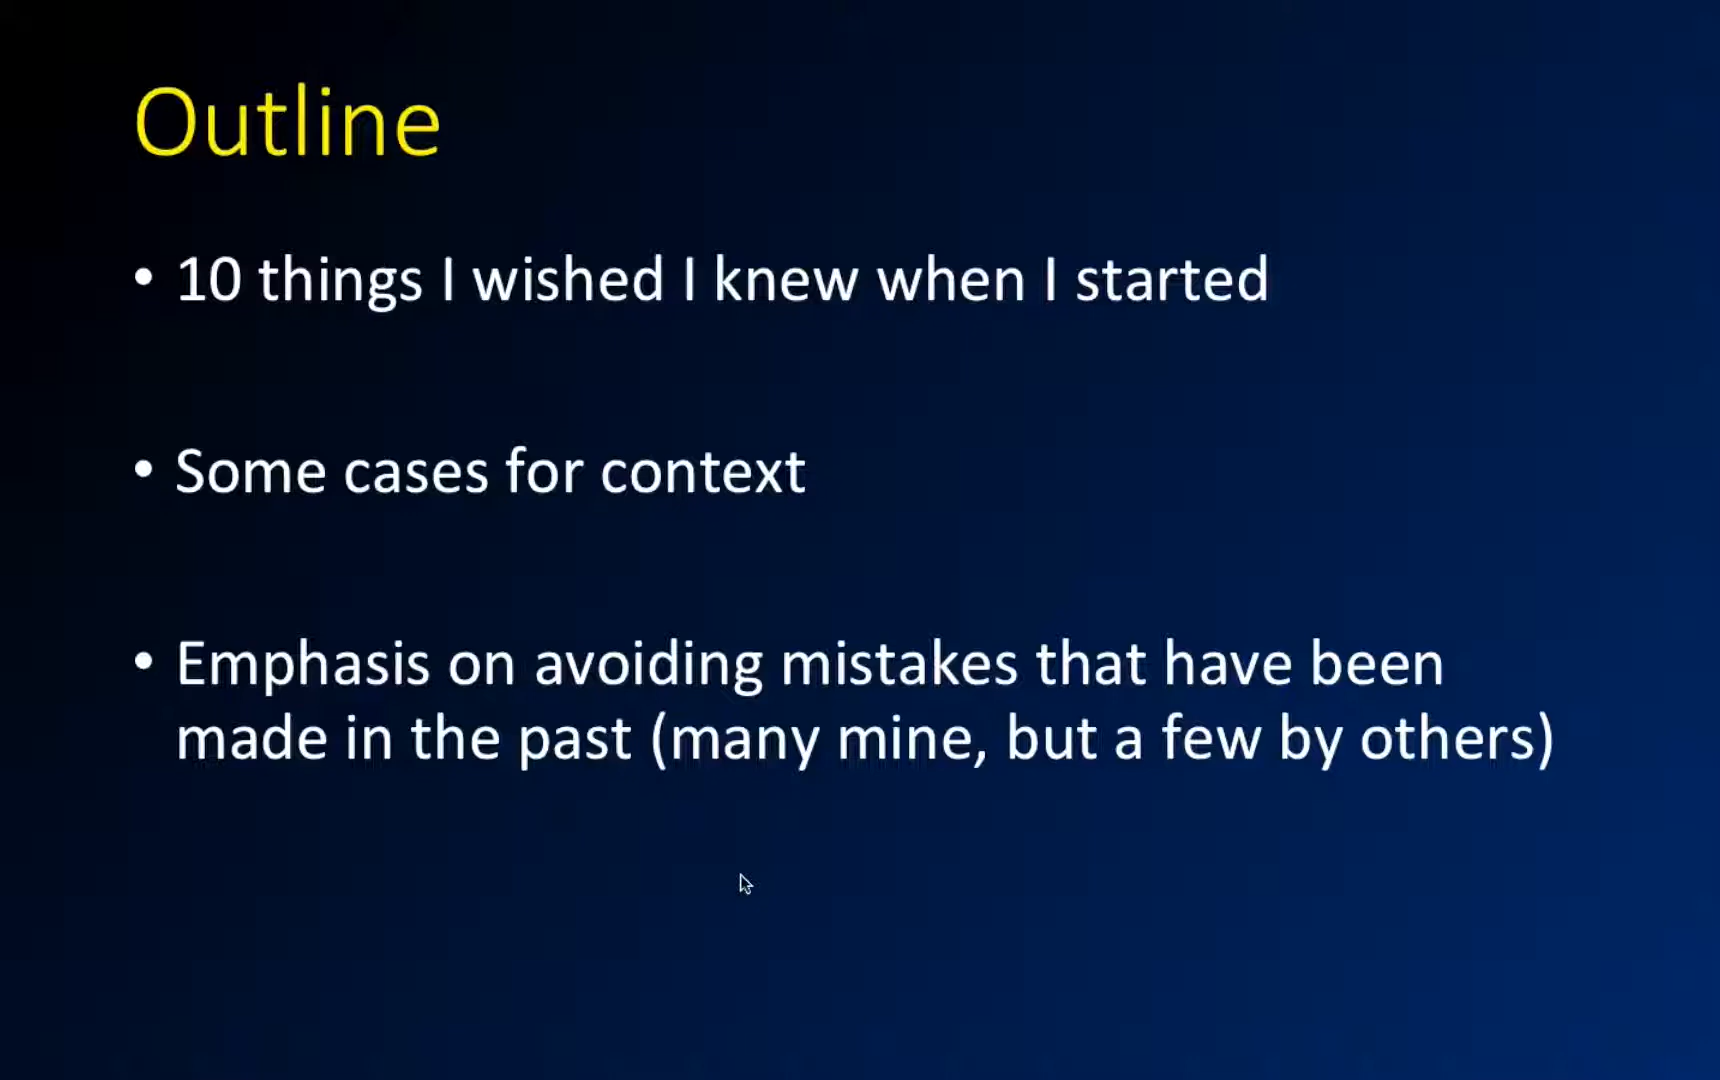 Outline
• 10 things I wished I knew when I started
• Some cases for context
• Emphasis on avoiding mistakes that have been
made in the past (many mine, but a few by others)